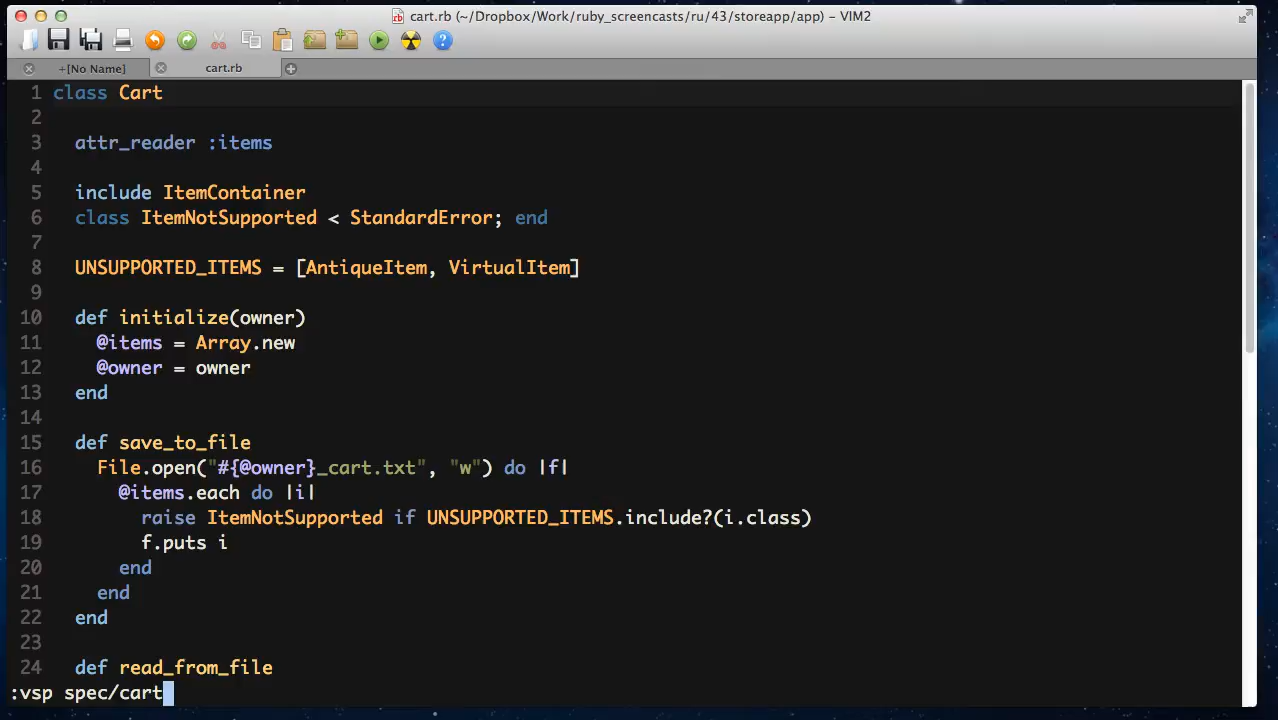 cart.rb (~/Dropbox/Work/ruby_screencasts/ru/43/storeapp/app) – VIM2
+[No Name] cart.rb
1 class Cart
2
3 attr_reader :items
4
5 include ItemContainer
6 class ItemNotSupported < StandardError; end
7
8 UNSUPPORTED_ITEMS = [AntiqueItem, VirtualItem]
9
10 def initialize(owner)
11 @items = Array.new
12 @owner = owner
13 end
14
15 def save_to_file
16 File.open("#{@owner}_cart.txt", "w") do |f|
17 @items.each do |i|
18 raise ItemNotSupported if UNSUPPORTED_ITEMS.include?(i.class)
19 f.puts i
20 end
21 end
22 end
23
24 def read_from_file
:vsp spec/cart